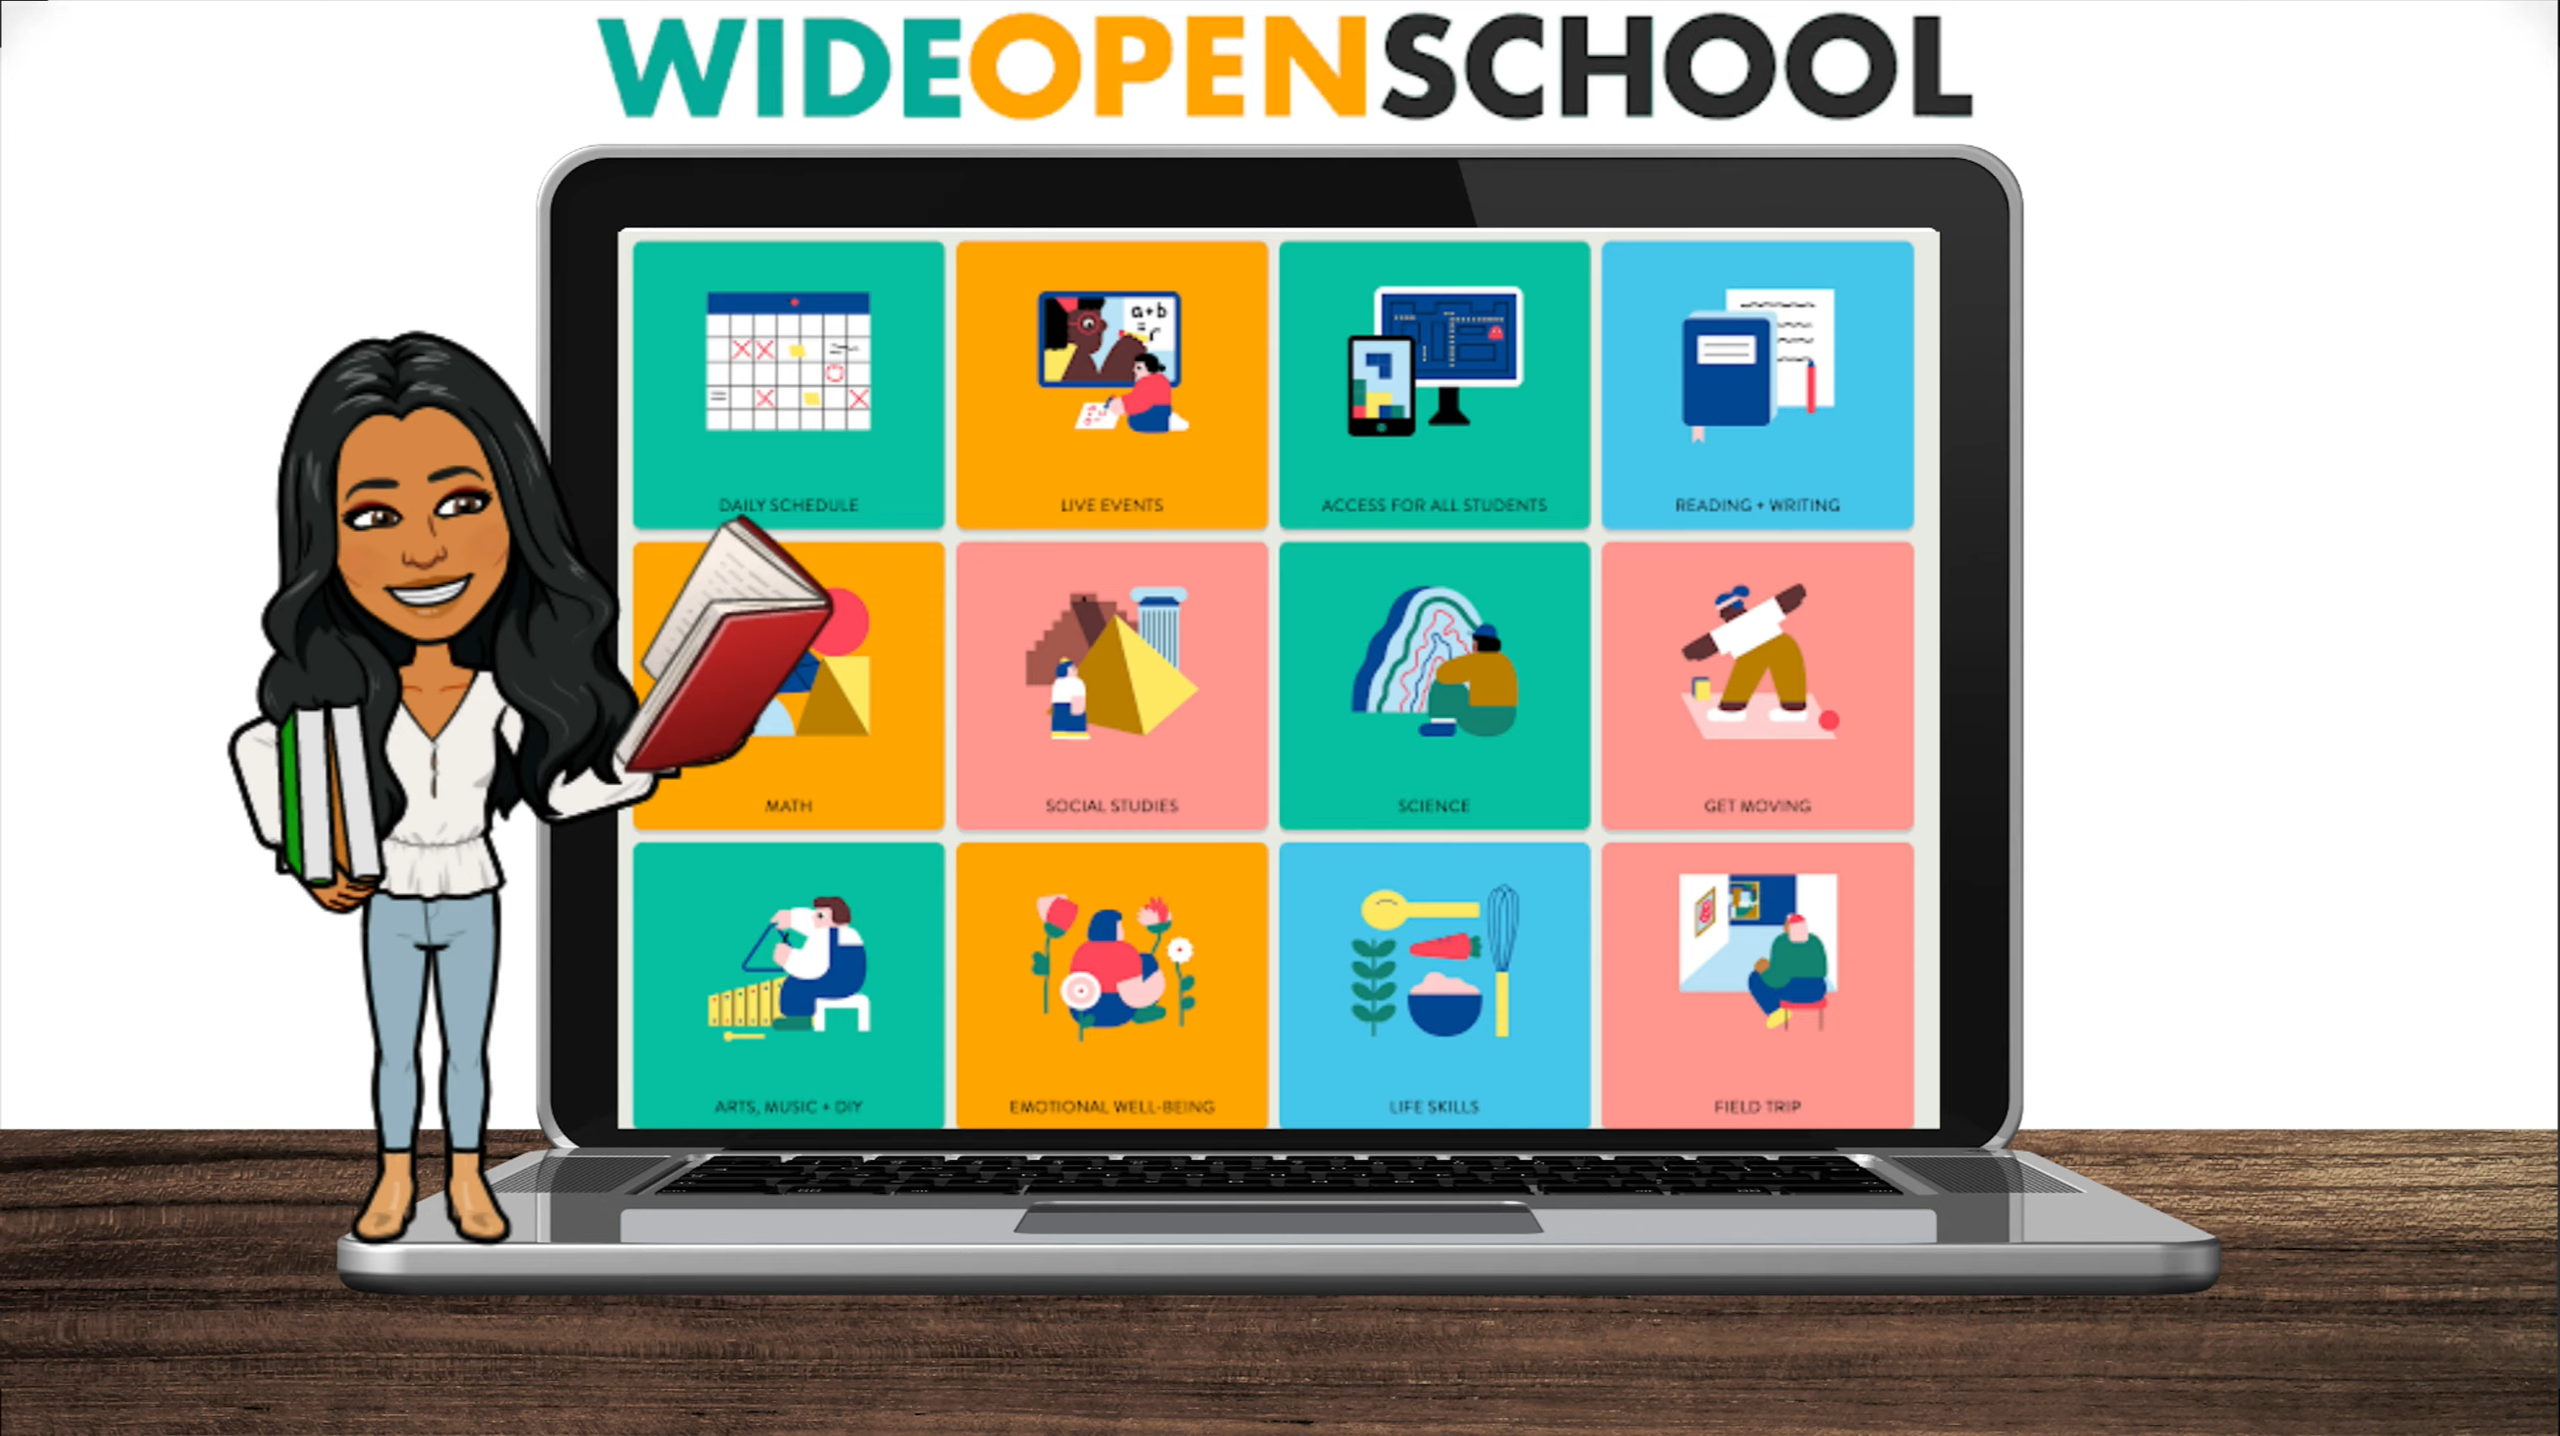 WIDEOPENSCHOOL
a+b
=r
DAILY SCHEDULE
LIVE EVENTS
ACCESS FOR ALL STUDENTS
READING + WRITING
MATH
SOCIAL STUDIES
SCIENCE
GET MOVING
ARTS, MUSIC + DIY
EMOTIONAL WELL-BEING
LIFE SKILLS
FIELD TRIP